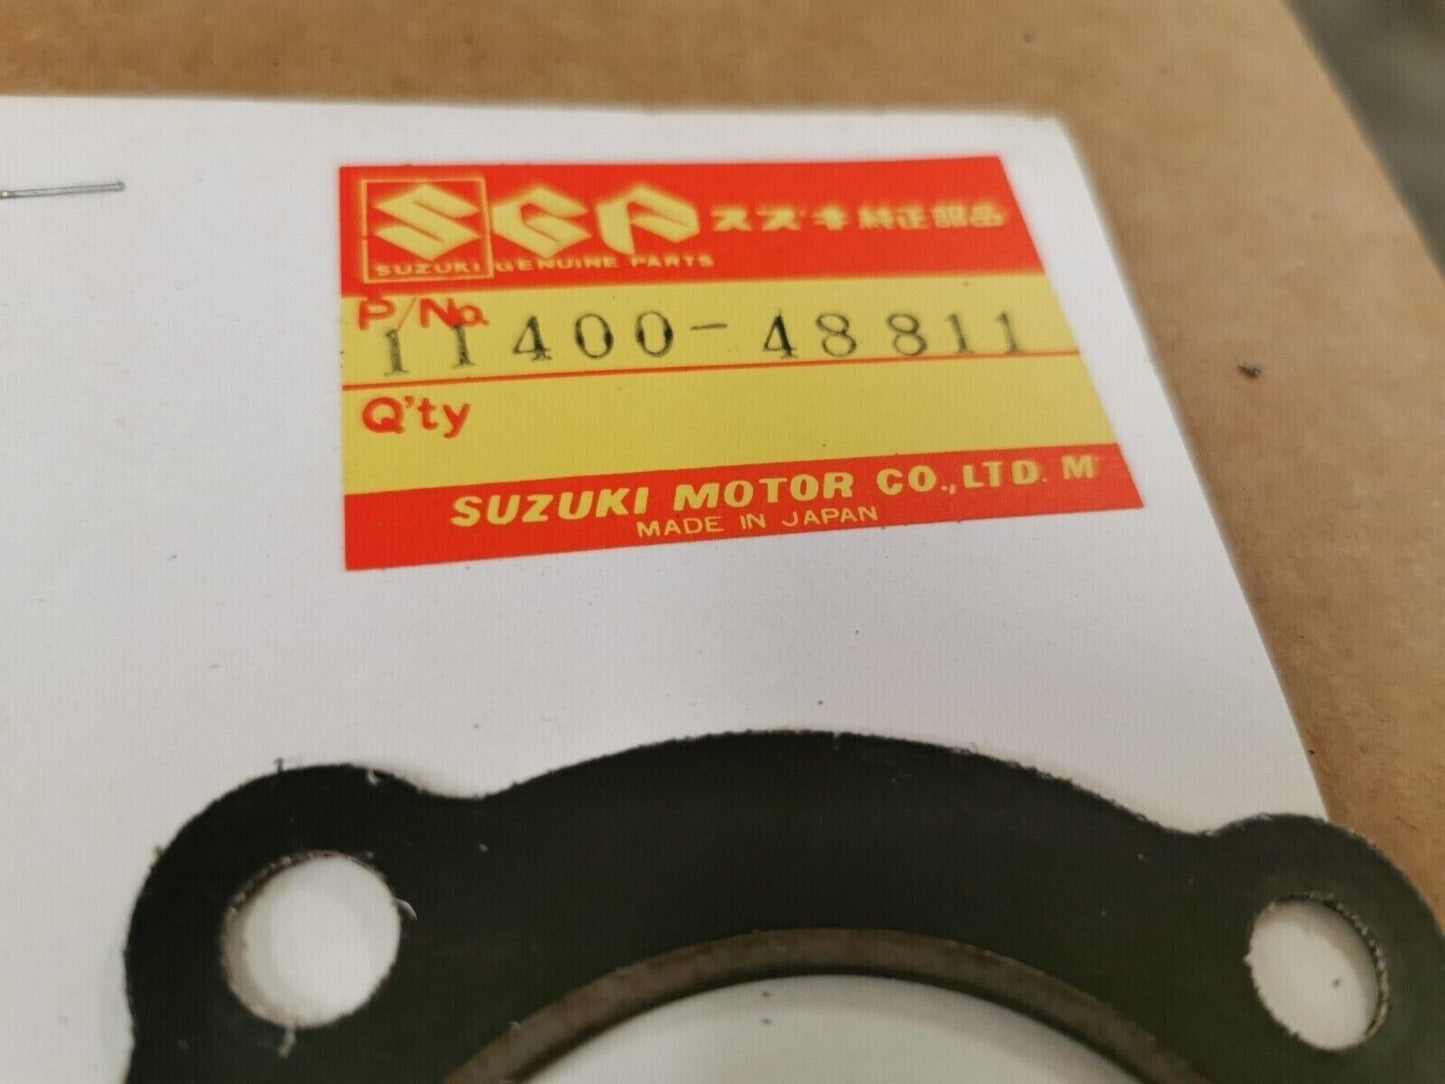 SGP スズキ純正部品
SUZUKI GENUINE PARTS
P/No. 11400-48811
Q'ty
SUZUKI MOTOR CO.,LTD. M
MADE IN JAPAN